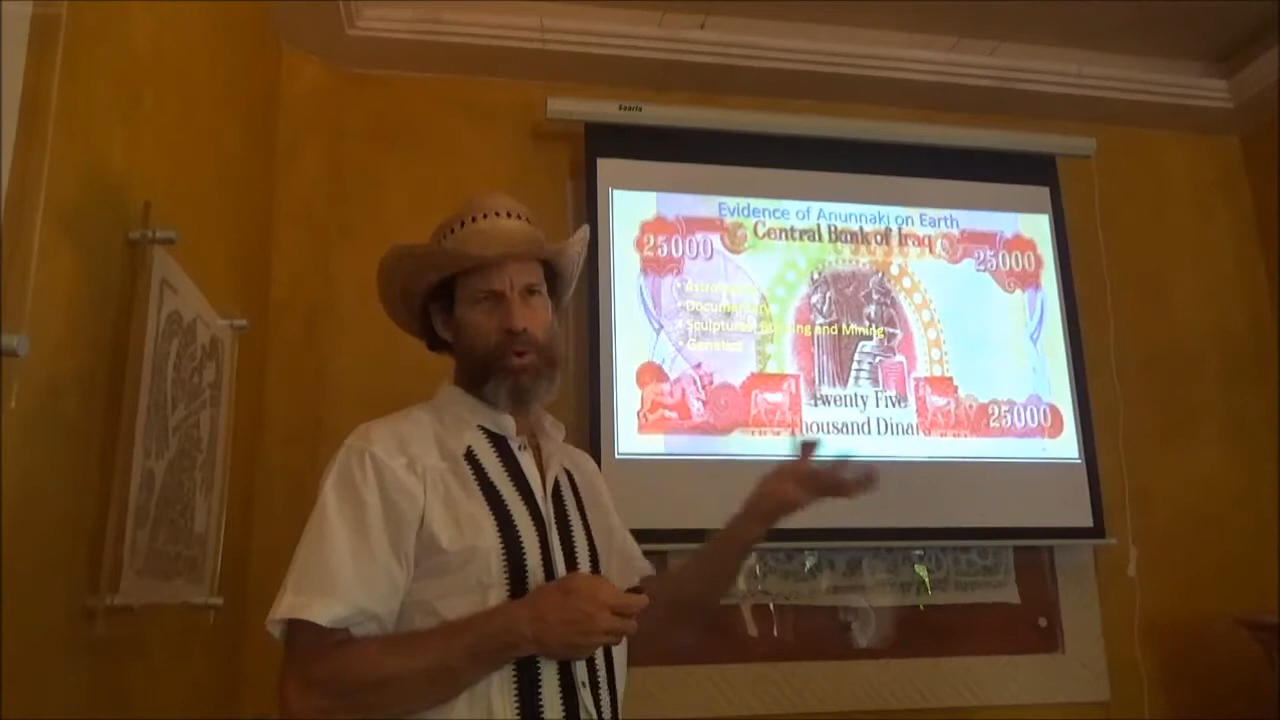 Saaria
Evidence of Anunnaki on Earth
Central Bank of Iraq
25000
25000
• Documentary
• Sculptures, Building and Mining
• Genetics
Twenty Five
Thousand Dinars
25000